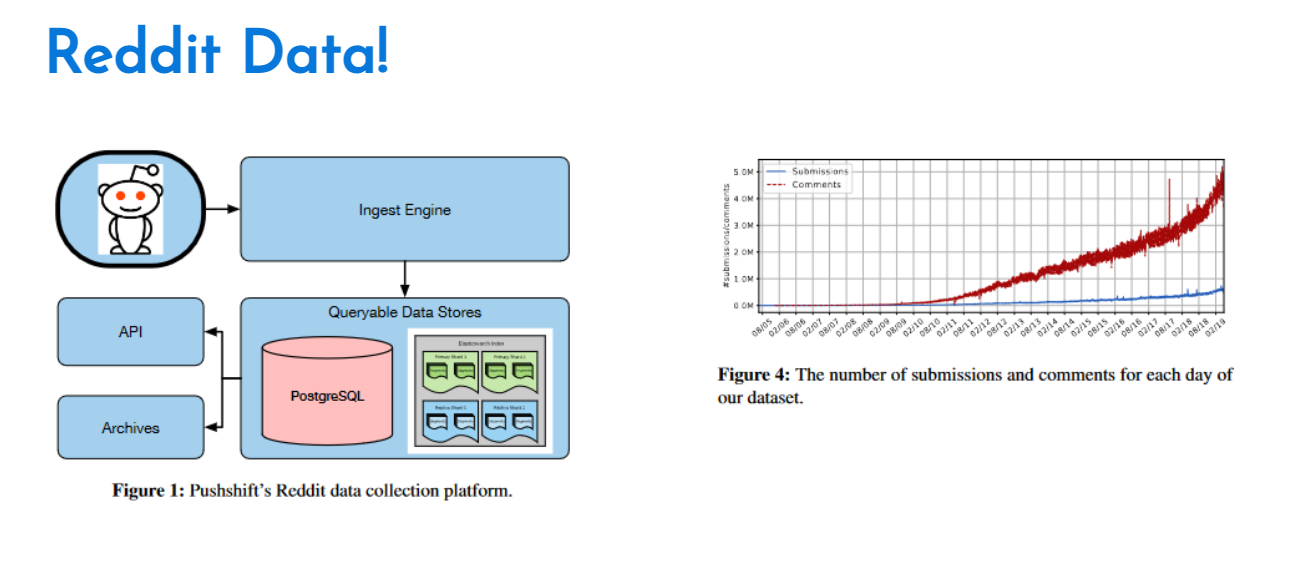 Reddit Data!
Ingest Engine
Queryable Data Stores
API
Archives
PostgreSQL
Elasticsearch Index
Primary Shard 1
Primary Shard 2
Replica Shard 1
Replica Shard 2
Figure 1: Pushshift's Reddit data collection platform.
Submissions
Comments
#submissions/comments
5.0M
4.0M
3.0M
2.0M
1.0M
0.0M
08/05 02/06 08/06 02/07 08/07 02/08 08/08 02/09 08/09 02/10 08/10 02/11 08/11 02/12 08/12 02/13 08/13 02/14 08/14 02/15 08/15 02/16 08/16 02/17 08/17 02/18 08/18 02/19
Figure 4: The number of submissions and comments for each day of
our dataset.